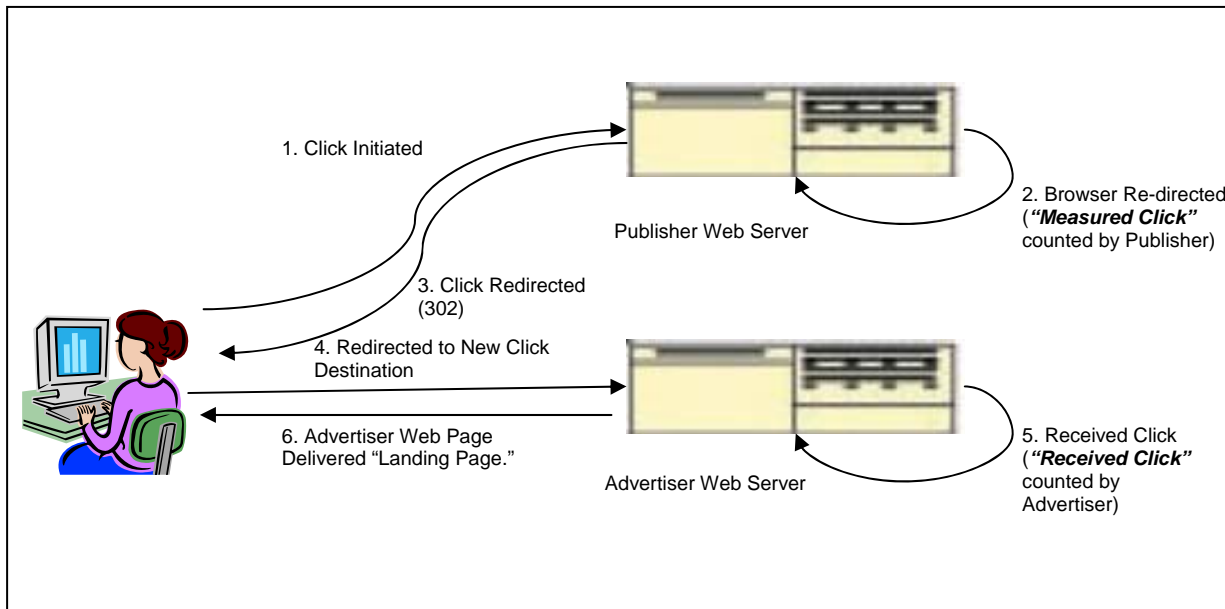 1. Click Initiated
2. Browser Re-directed
(“Measured Click”
counted by Publisher)
Publisher Web Server
3. Click Redirected
(302)
4. Redirected to New Click
Destination
5. Received Click
(“Received Click”
counted by
Advertiser)
6. Advertiser Web Page
Delivered “Landing Page.”
Advertiser Web Server